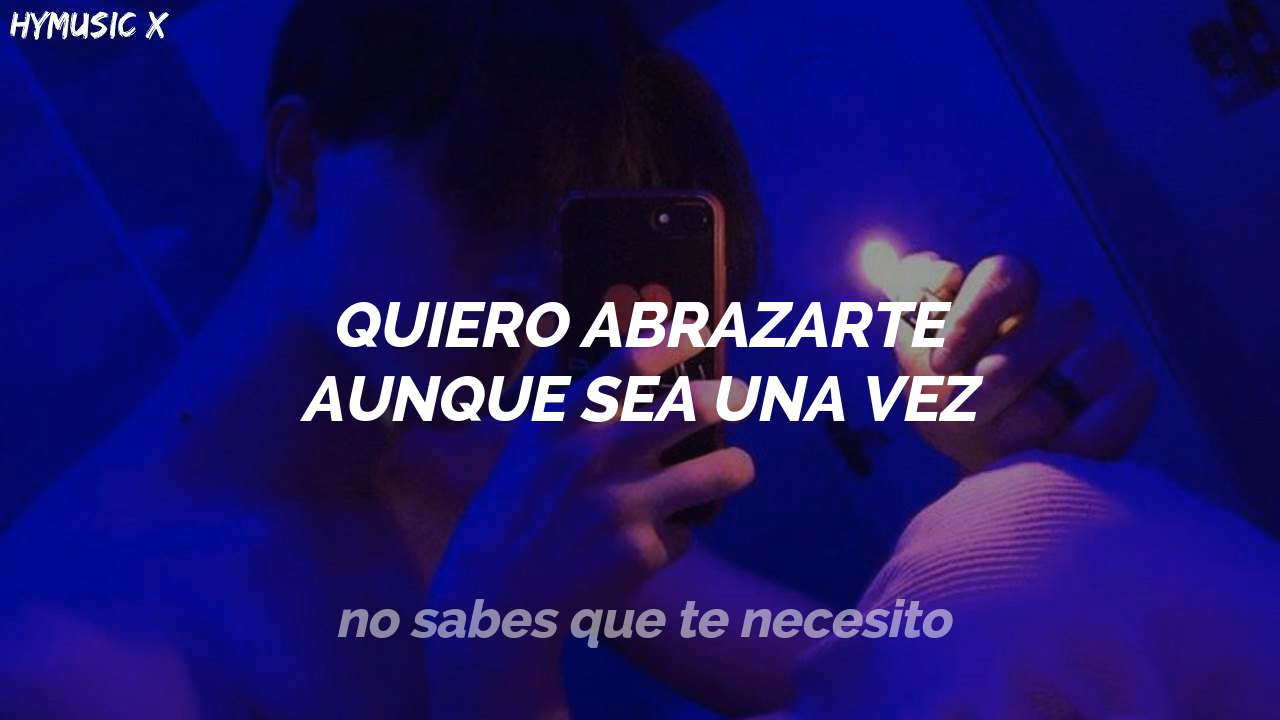 HYMUSIC X
QUIERO ABRAZARTE
AUNQUE SEA UNA VEZ
no sabes que te necesito